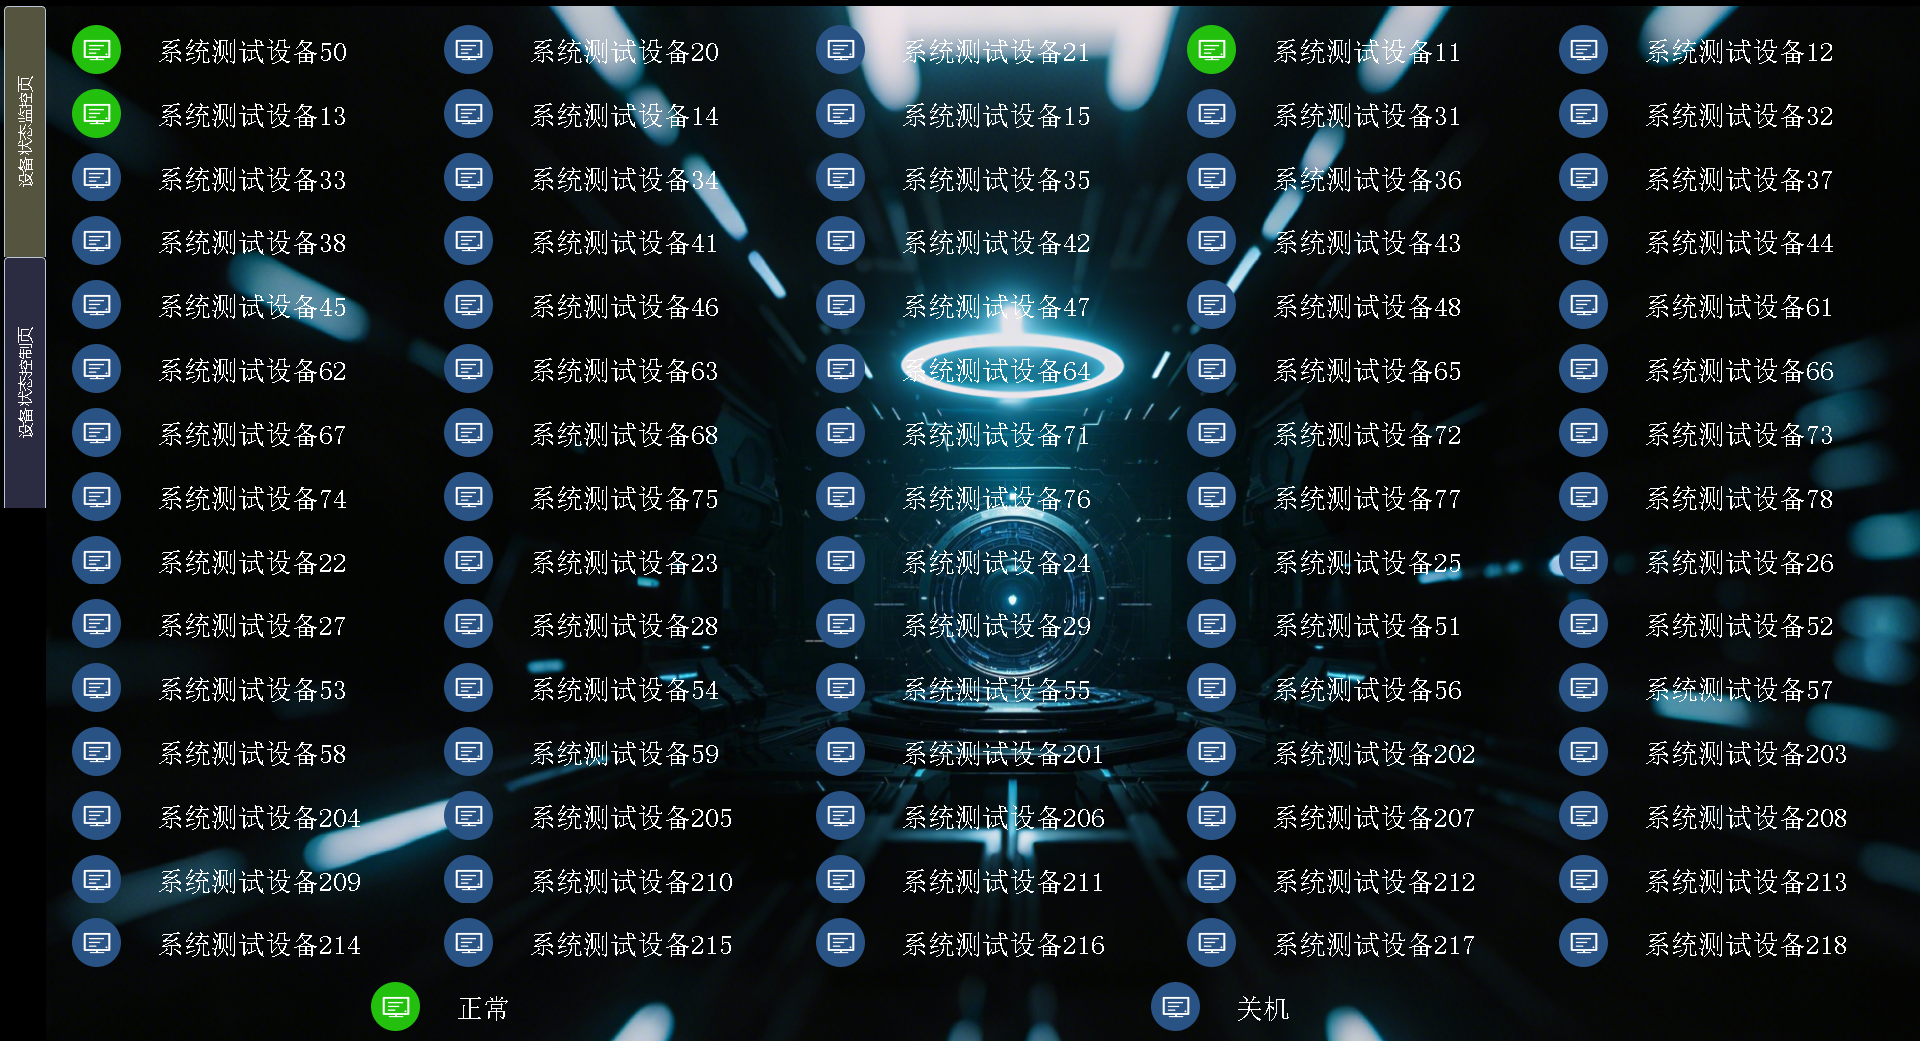 设备状态监控页
设备状态控制页
系统测试设备50 系统测试设备20 系统测试设备21 系统测试设备11 系统测试设备12
系统测试设备13 系统测试设备14 系统测试设备15 系统测试设备31 系统测试设备32
系统测试设备33 系统测试设备34 系统测试设备35 系统测试设备36 系统测试设备37
系统测试设备38 系统测试设备41 系统测试设备42 系统测试设备43 系统测试设备44
系统测试设备45 系统测试设备46 系统测试设备47 系统测试设备48 系统测试设备61
系统测试设备62 系统测试设备63 系统测试设备64 系统测试设备65 系统测试设备66
系统测试设备67 系统测试设备68 系统测试设备71 系统测试设备72 系统测试设备73
系统测试设备74 系统测试设备75 系统测试设备76 系统测试设备77 系统测试设备78
系统测试设备22 系统测试设备23 系统测试设备24 系统测试设备25 系统测试设备26
系统测试设备27 系统测试设备28 系统测试设备29 系统测试设备51 系统测试设备52
系统测试设备53 系统测试设备54 系统测试设备55 系统测试设备56 系统测试设备57
系统测试设备58 系统测试设备59 系统测试设备201 系统测试设备202 系统测试设备203
系统测试设备204 系统测试设备205 系统测试设备206 系统测试设备207 系统测试设备208
系统测试设备209 系统测试设备210 系统测试设备211 系统测试设备212 系统测试设备213
系统测试设备214 系统测试设备215 系统测试设备216 系统测试设备217 系统测试设备218
正常 关机